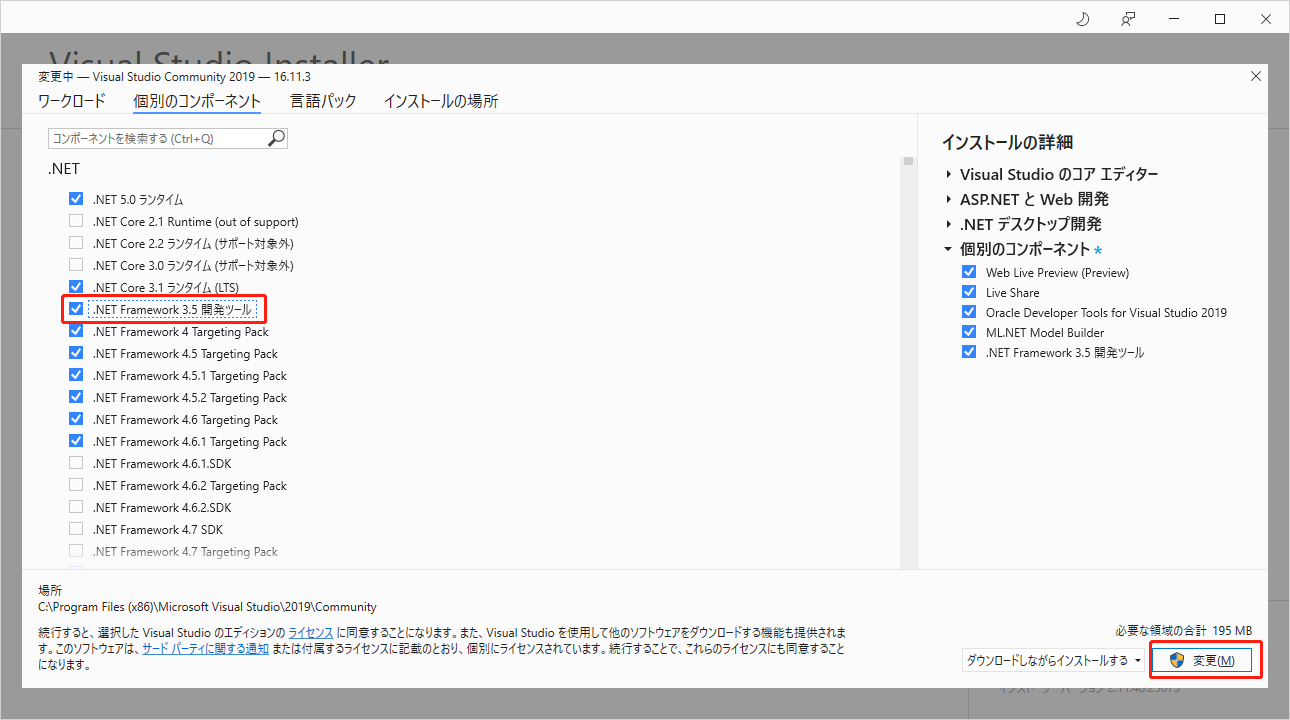 Visual Studio Installer
変更中 — Visual Studio Community 2019 — 16.11.3
ワークロード 個別のコンポーネント 言語パック インストールの場所
コンポーネントを検索する (Ctrl+Q)
.NET
.NET 5.0 ランタイム
.NET Core 2.1 Runtime (out of support)
.NET Core 2.2 ランタイム (サポート対象外)
.NET Core 3.0 ランタイム (サポート対象外)
.NET Core 3.1 ランタイム (LTS)
.NET Framework 3.5 開発ツール
.NET Framework 4 Targeting Pack
.NET Framework 4.5 Targeting Pack
.NET Framework 4.5.1 Targeting Pack
.NET Framework 4.5.2 Targeting Pack
.NET Framework 4.6 Targeting Pack
.NET Framework 4.6.1 Targeting Pack
.NET Framework 4.6.1.SDK
.NET Framework 4.6.2 Targeting Pack
.NET Framework 4.6.2.SDK
.NET Framework 4.7 SDK
.NET Framework 4.7 Targeting Pack
インストールの詳細
Visual Studio のコア エディター
ASP.NET と Web 開発
.NET デスクトップ開発
個別のコンポーネント *
Web Live Preview (Preview)
Live Share
Oracle Developer Tools for Visual Studio 2019
ML.NET Model Builder
.NET Framework 3.5 開発ツール
場所
C:\Program Files (x86)\Microsoft Visual Studio\2019\Community
続行すると、選択した Visual Studio のエディションの ライセンス に同意することになります。また、Visual Studio を使用して他のソフトウェアをダウンロードする機能も提供されま
す。このソフトウェアは、サード パーティに関する通知 または付属するライセンスに記載のとおり、個別にライセンスされています。続行することで、これらのライセンスにも同意すること
になります。
必要な領域の合計 195 MB
ダウンロードしながらインストールする 変更(M)